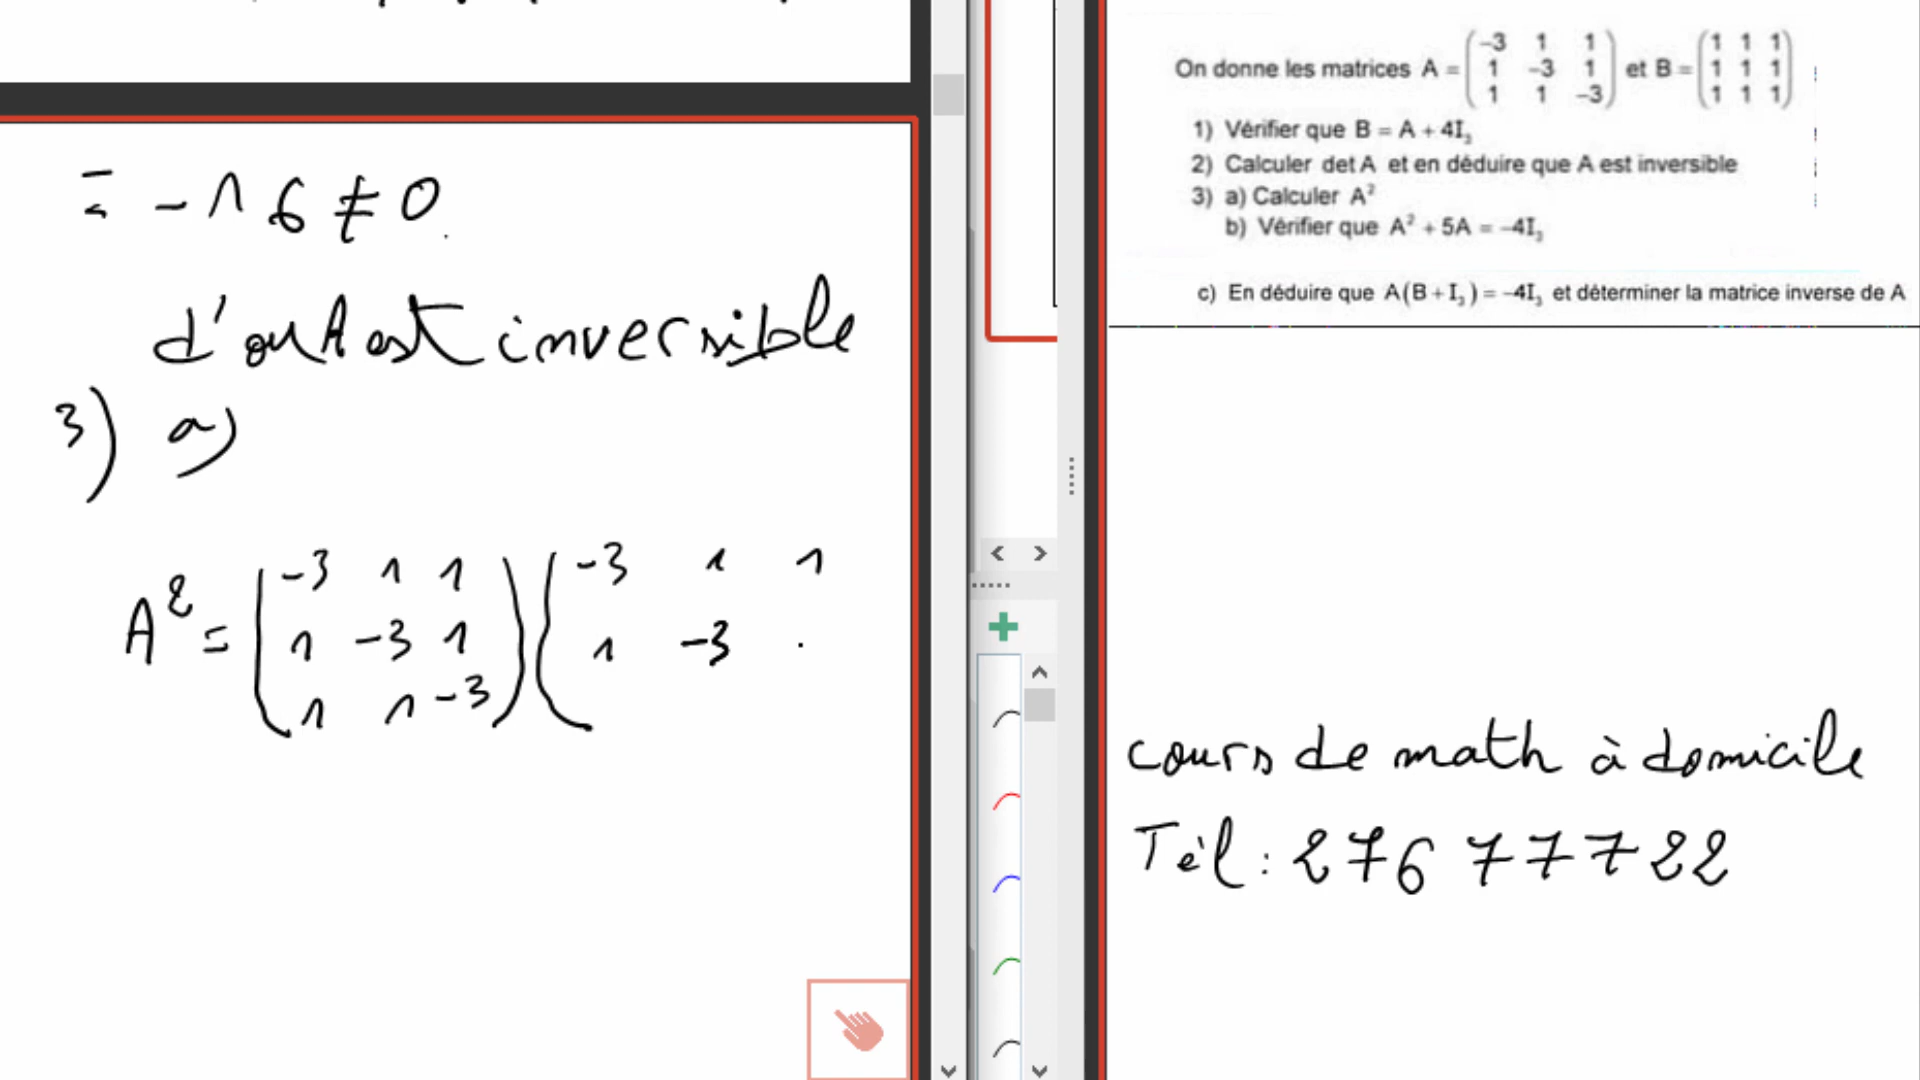 = -16 ≠ 0.
d'où A est inversible
3) a)
A² = (-3 1 1) (-3 1 1
1 -3 1 1 -3 .
1 1 -3
On donne les matrices A = (-3 1 1) et B = (1 1 1)
1 -3 1 1 1 1
1 1 -3 1 1 1
1) Vérifier que B = A + 4I₃
2) Calculer det A et en déduire que A est inversible
3) a) Calculer A²
b) Vérifier que A² + 5A = -4I₃
c) En déduire que A(B + I₃) = -4I₃ et déterminer la matrice inverse de A
cours de math à domicile
Tél : 276 777 22